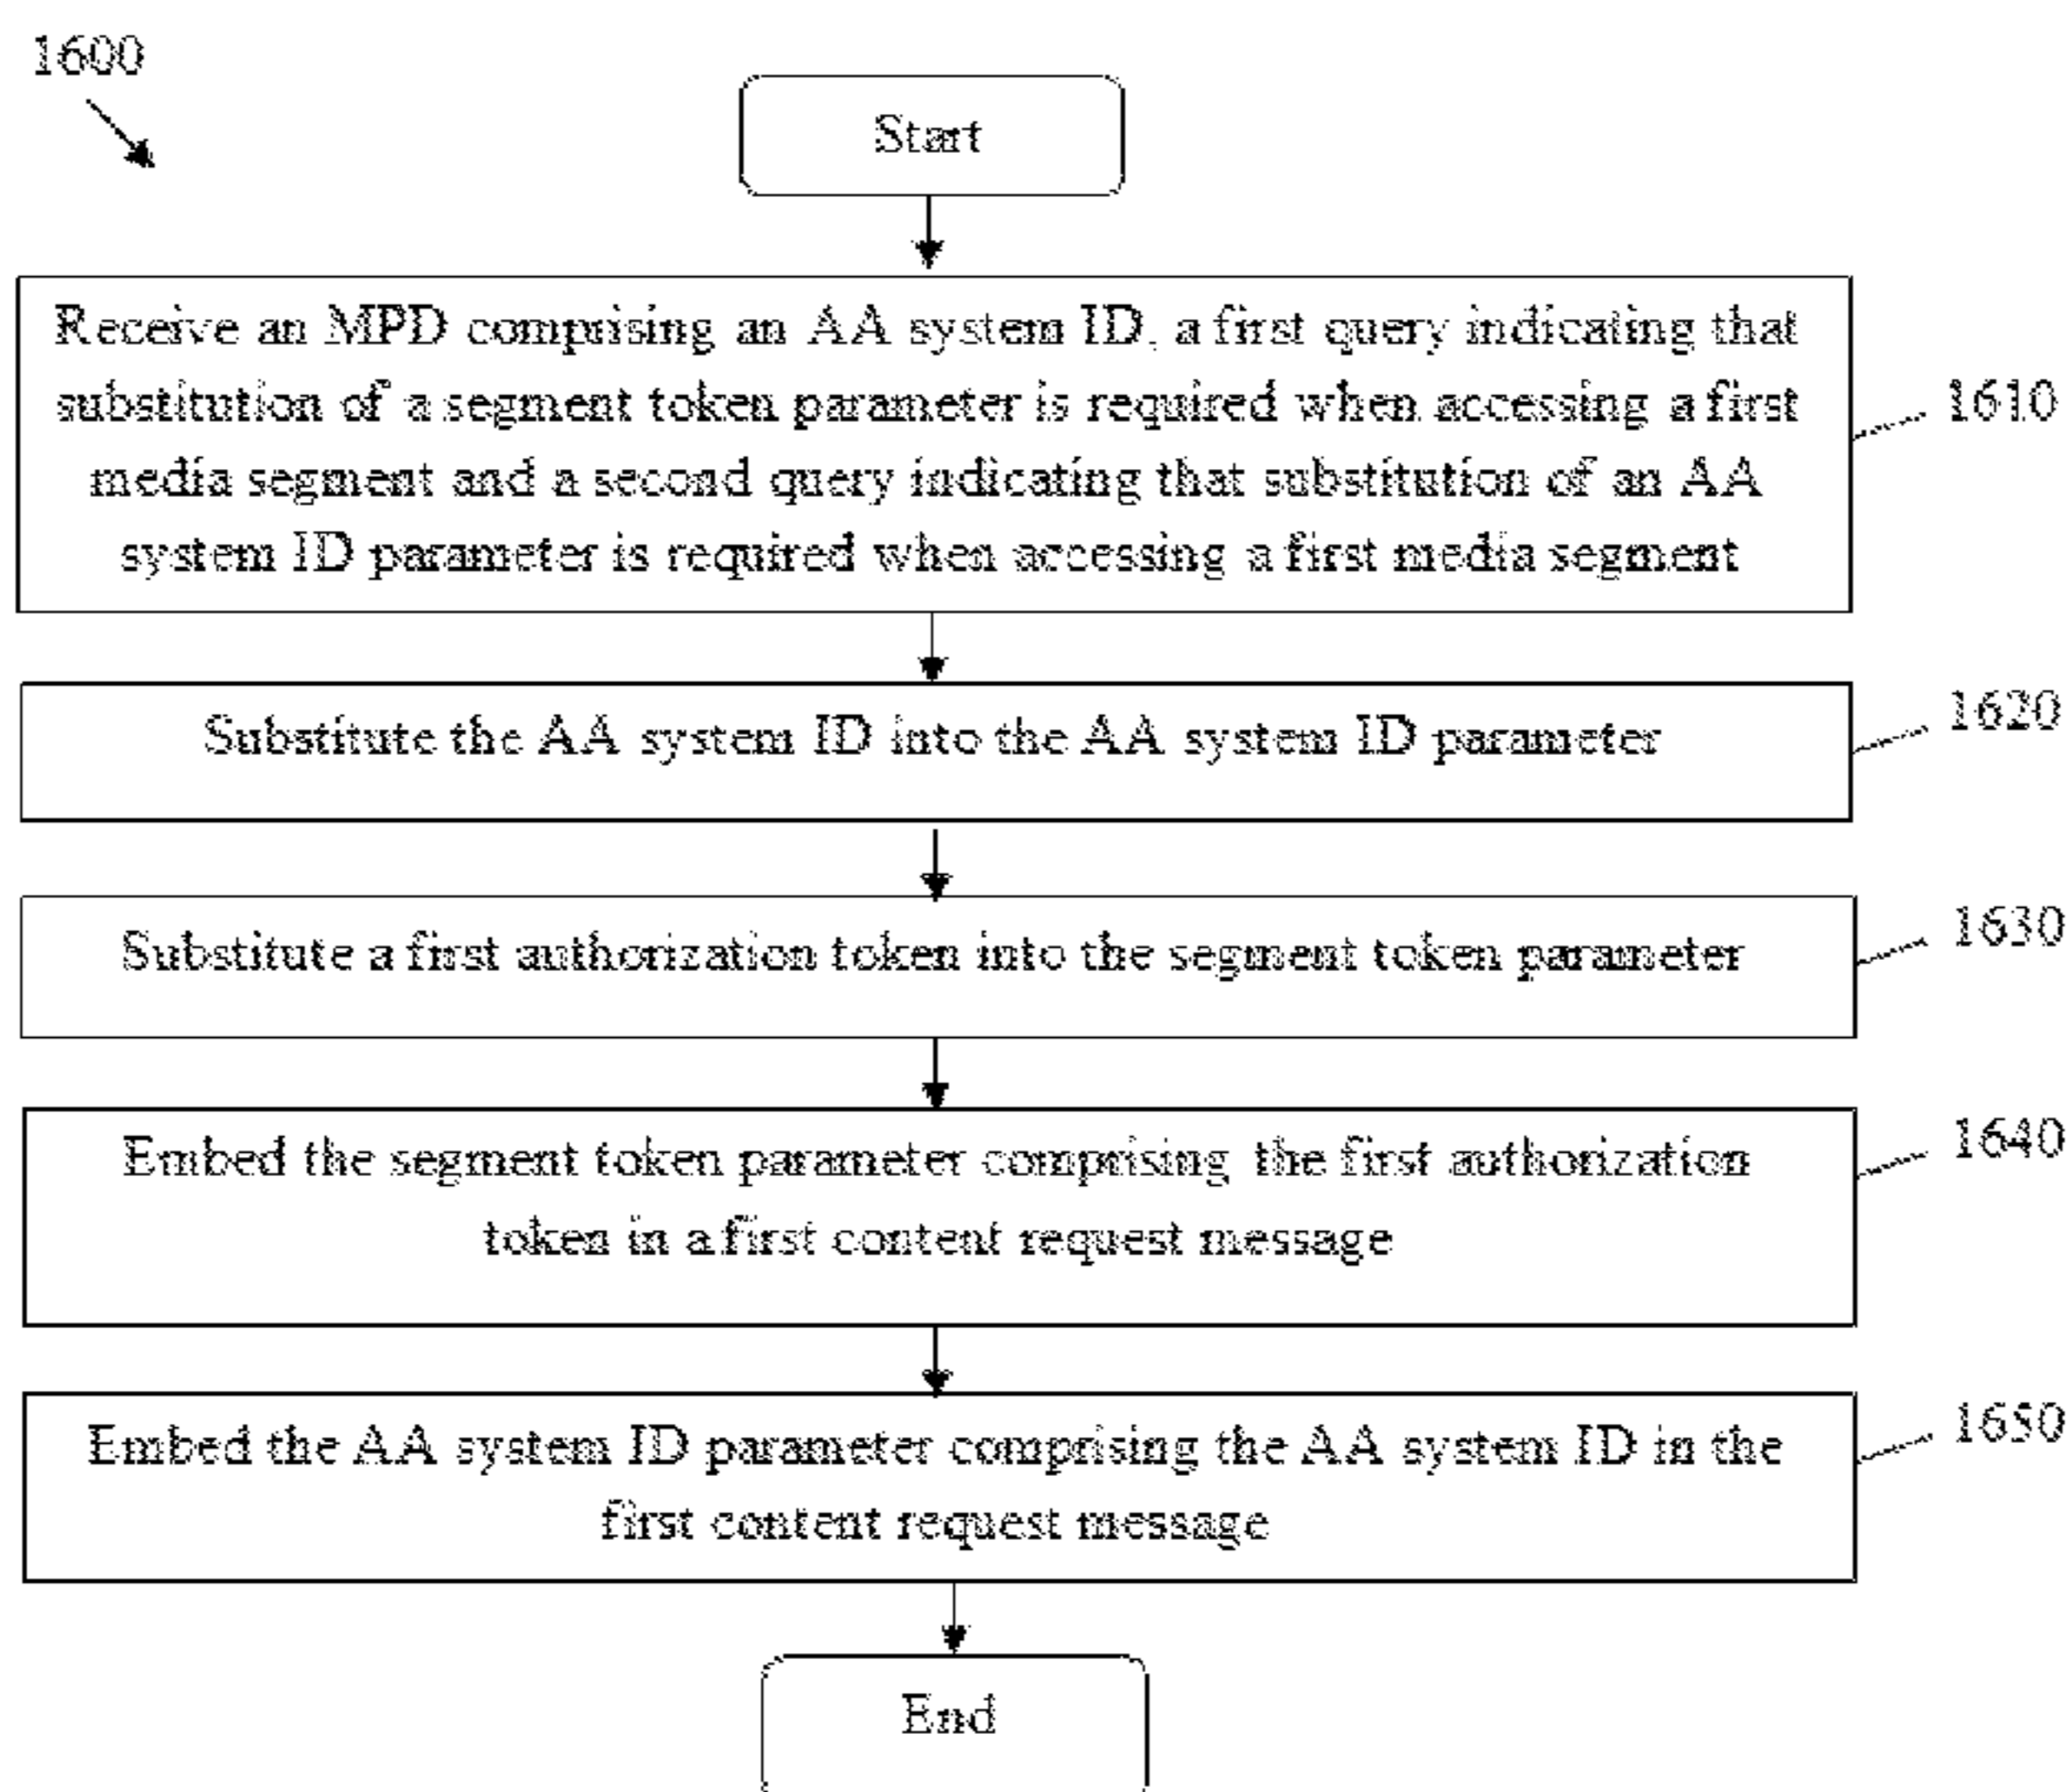 1600
Start
Receive an MPD comprising an AA system ID, a first query indicating that
substitution of a segment token parameter is required when accessing a first
media segment and a second query indicating that substitution of an AA
system ID parameter is required when accessing a first media segment
1610
Substitute the AA system ID into the AA system ID parameter
1620
Substitute a first authorization token into the segment token parameter
1630
Embed the segment token parameter comprising the first authorization
token in a first content request message
1640
Embed the AA system ID parameter comprising the AA system ID in the
first content request message
1650
End